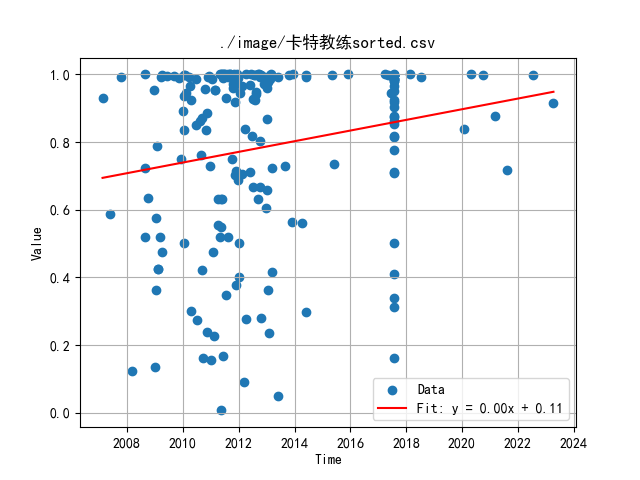 ./image/卡特教练sorted.csv
1.0
0.8
0.6
0.4
0.2
0.0
Value
Data
Fit: y = 0.00x + 0.11
2008 2010 2012 2014 2016 2018 2020 2022 2024
Time